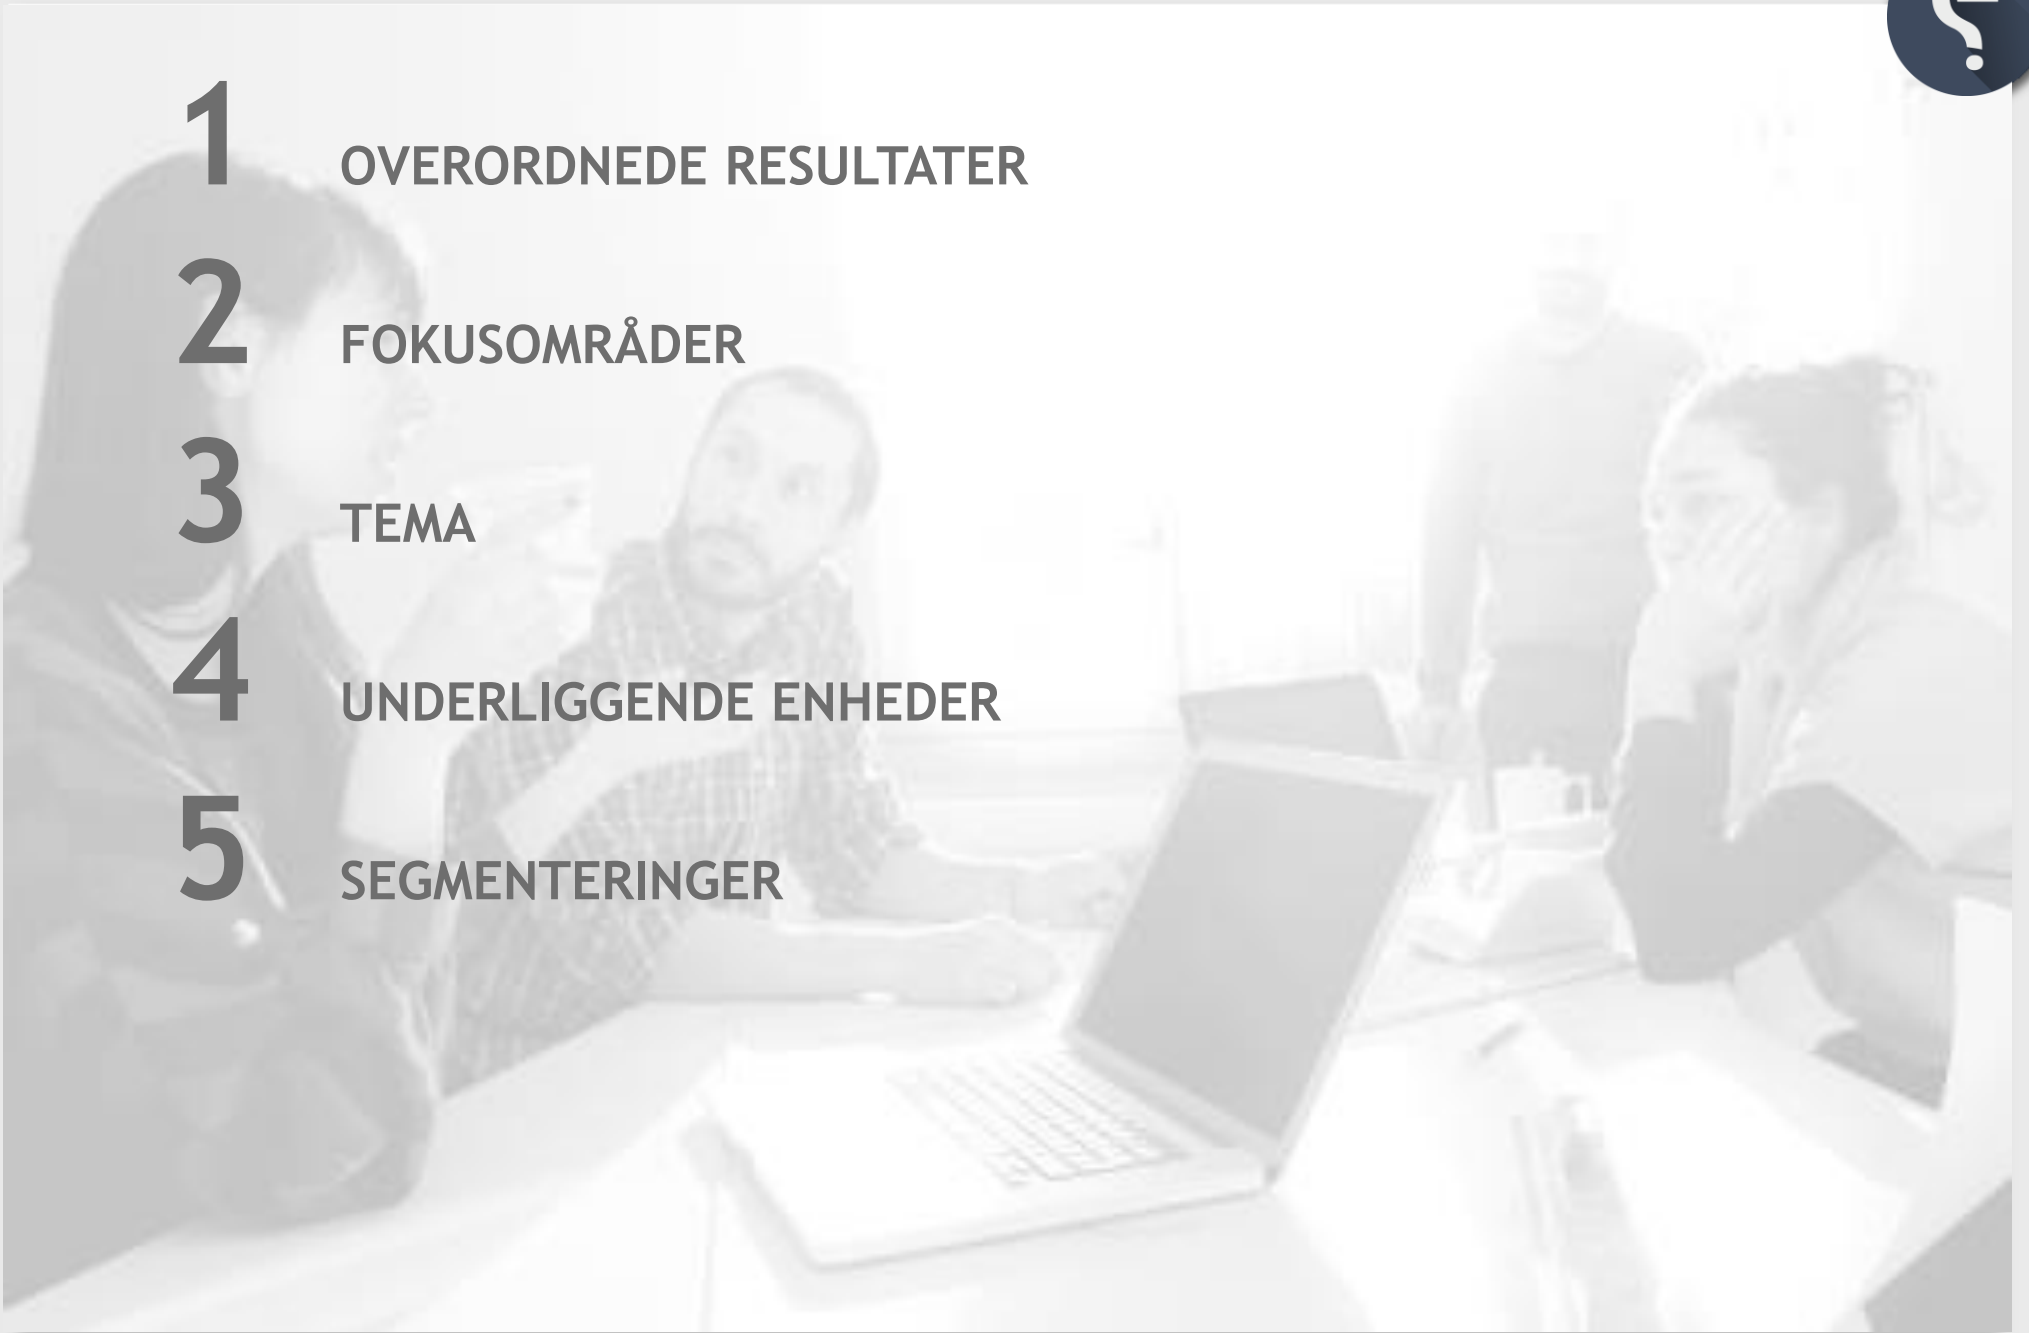 1 OVERORDNEDE RESULTATER
2 FOKUSOMRÅDER
3 TEMA
4 UNDERLIGGENDE ENHEDER
5 SEGMENTERINGER